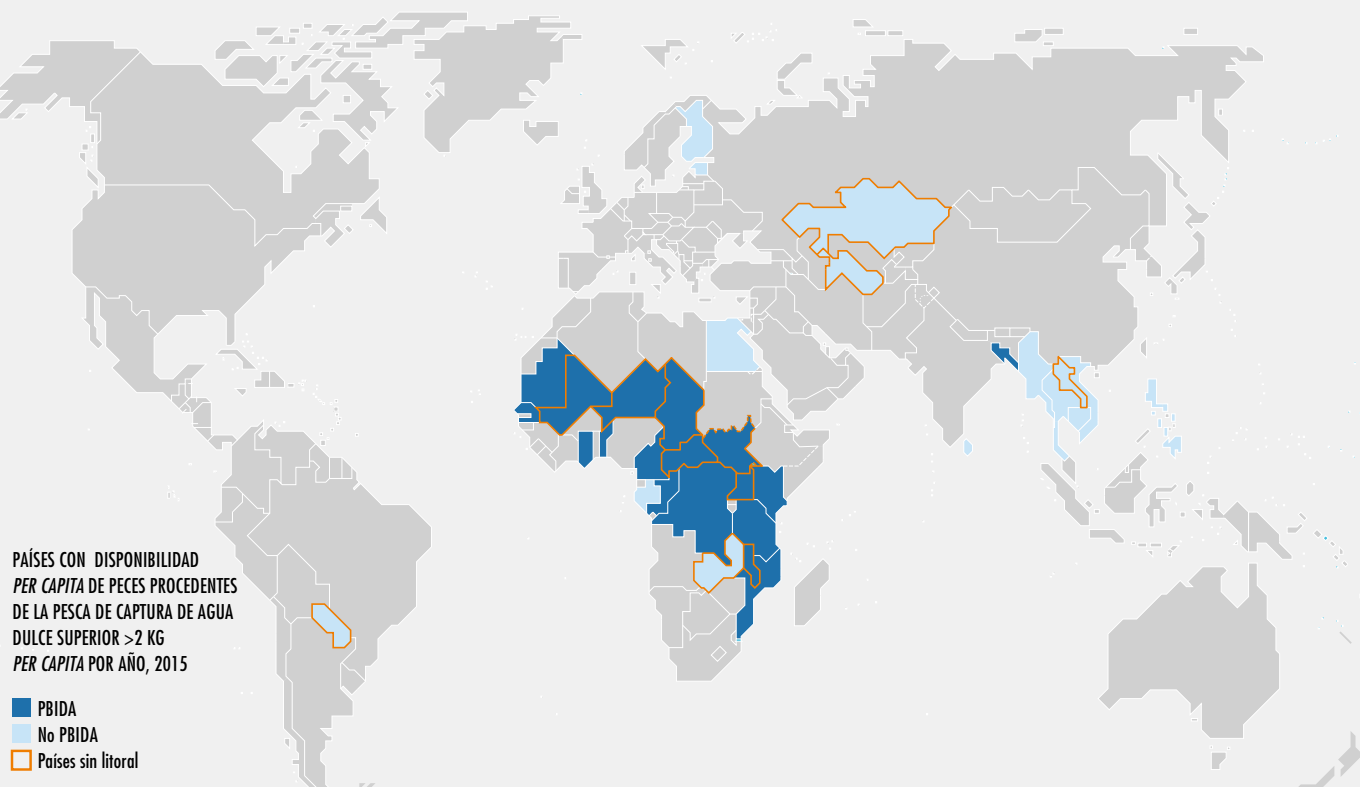 PAÍSES CON DISPONIBILIDAD
PER CAPITA DE PECES PROCEDENTES
DE LA PESCA DE CAPTURA DE AGUA
DULCE SUPERIOR >2 KG
PER CAPITA POR AÑO, 2015
PBIDA
No PBIDA
Países sin litoral